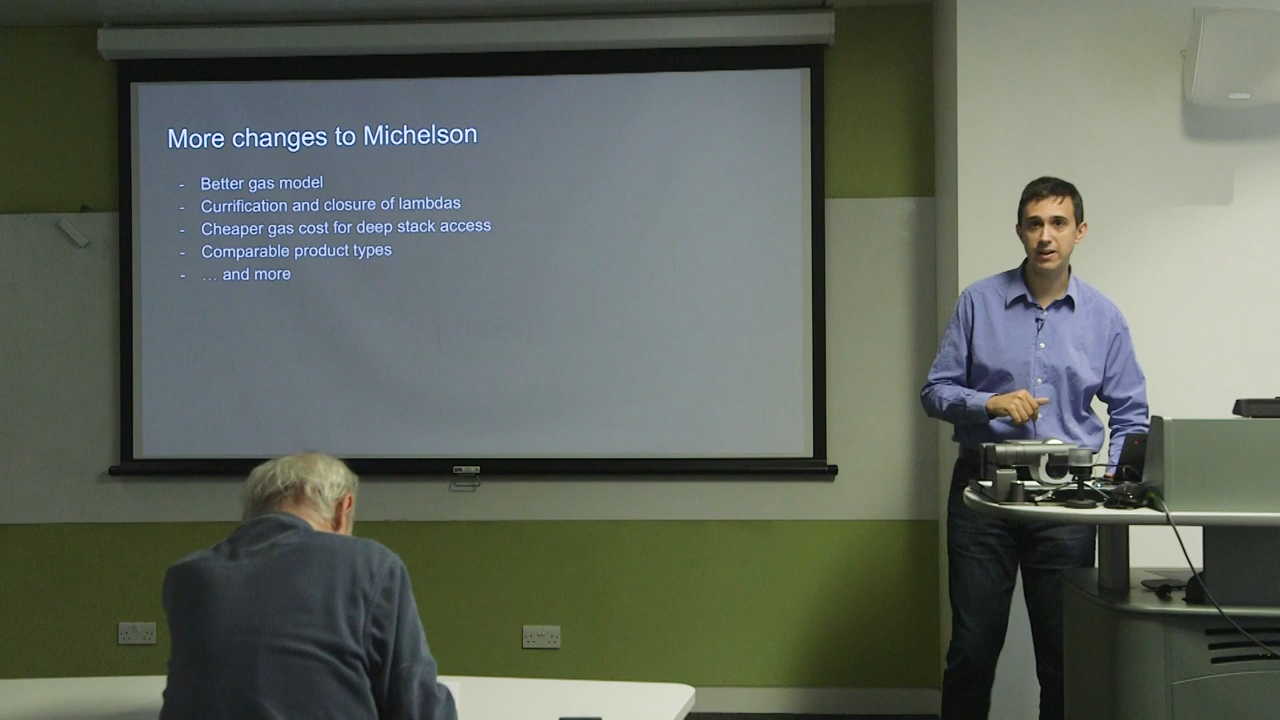 More changes to Michelson
- Better gas model
- Currification and closure of lambdas
- Cheaper gas cost for deep stack access
- Comparable product types
- … and more